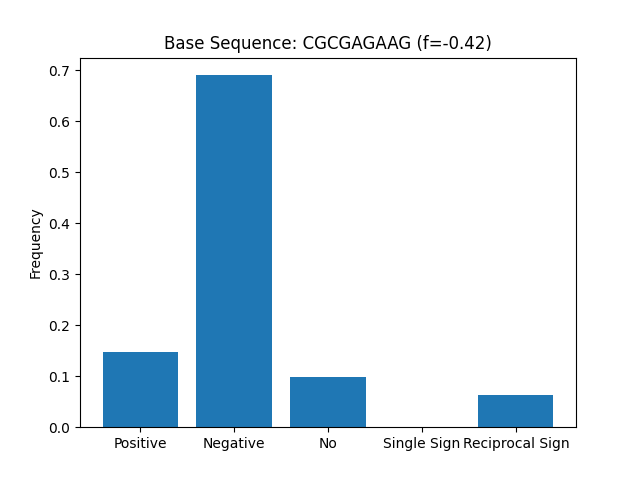 Base Sequence: CGCGAGAAG (f=-0.42)
0.7
0.6
0.5
0.4
0.3
0.2
0.1
0.0
Frequency
Positive Negative No Single Sign Reciprocal Sign